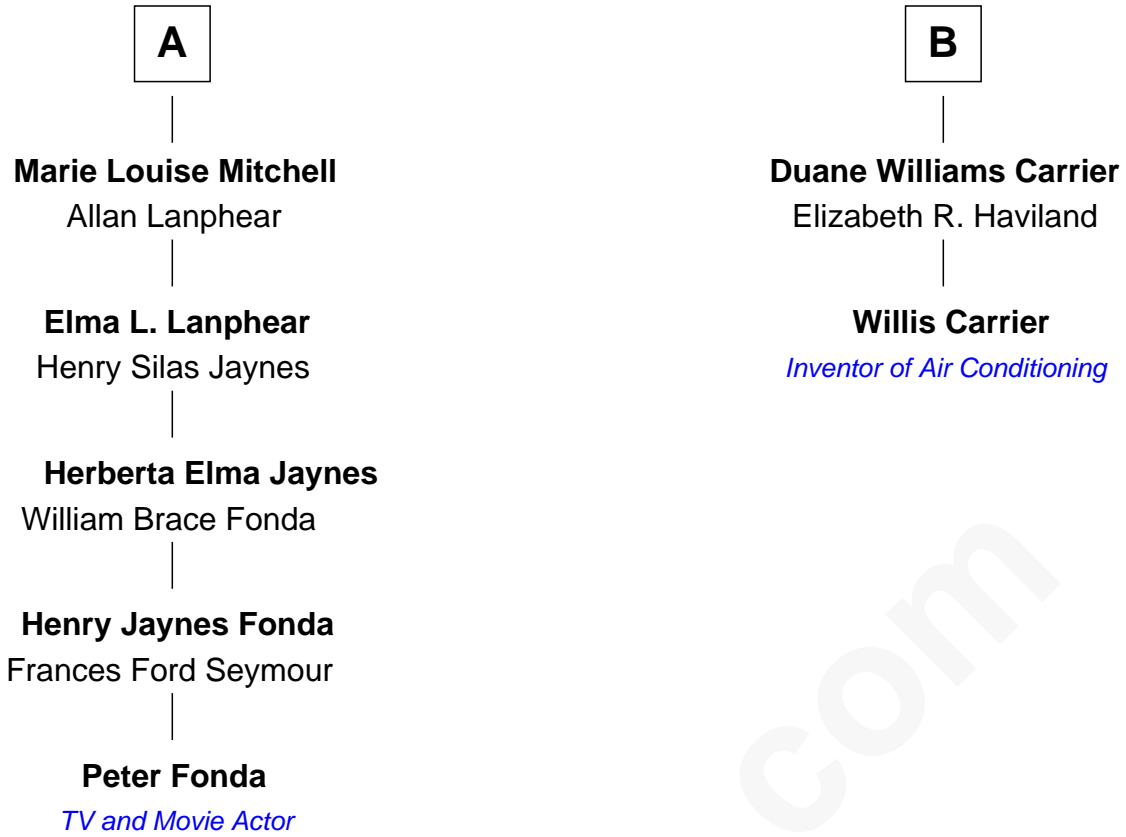 A
Marie Louise Mitchell
Allan Lanphear
Elma L. Lanphear
Henry Silas Jaynes
Herberta Elma Jaynes
William Brace Fonda
Henry Jaynes Fonda
Frances Ford Seymour
Peter Fonda
TV and Movie Actor
B
Duane Williams Carrier
Elizabeth R. Haviland
Willis Carrier
Inventor of Air Conditioning
com